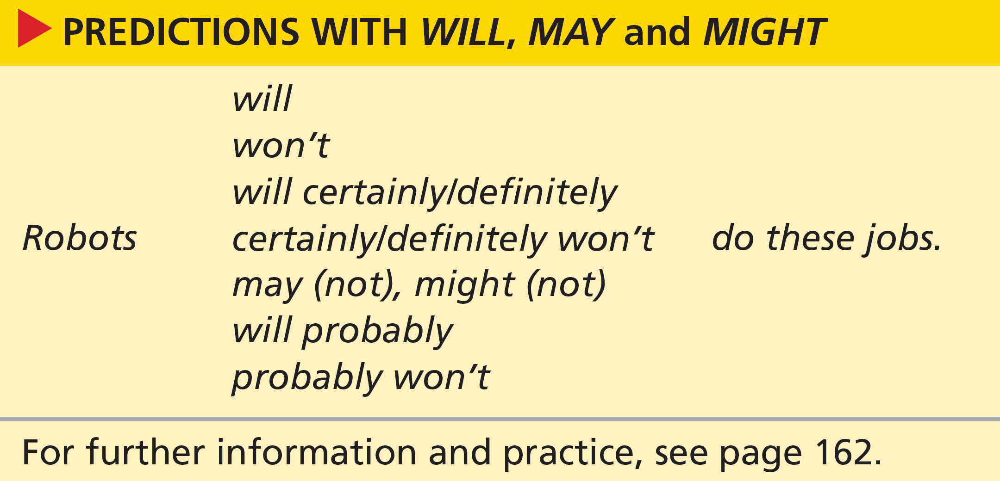 PREDICTIONS WITH WILL, MAY and MIGHT
will
won’t
will certainly/definitely
Robots certainly/definitely won’t do these jobs.
may (not), might (not)
will probably
probably won’t
For further information and practice, see page 162.